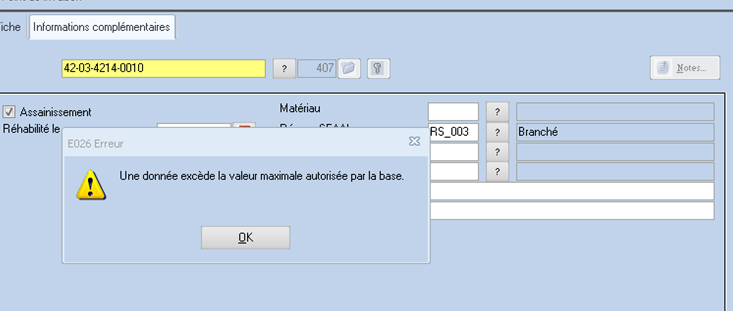 iche Informations complémentaires
42-03-4214-0010 ? 407 Notes...
Assainissement
Matériau ?
Réhabilité le
RS_003 ? Branché
E026 Erreur
?
Une donnée excède la valeur maximale autorisée par la base.
?
OK